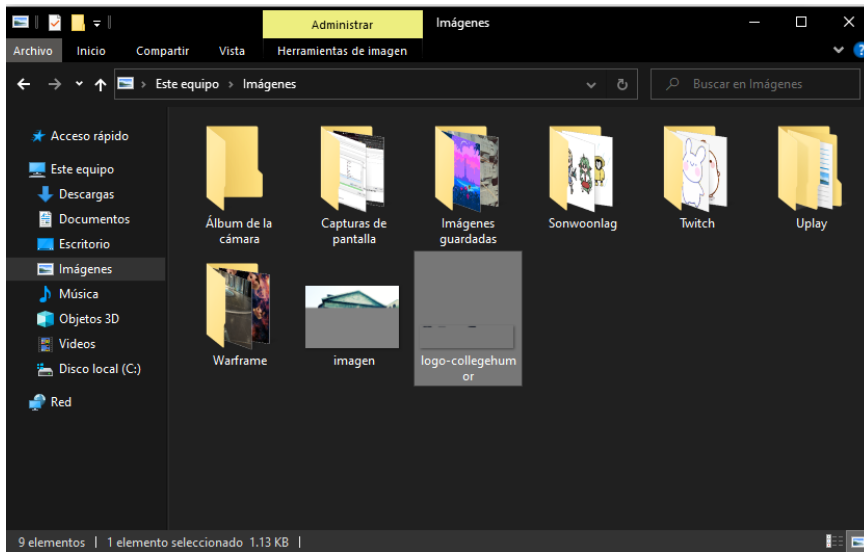 Administrar
Imágenes
Archivo
Inicio
Compartir
Vista
Herramientas de imagen
Este equipo > Imágenes
Buscar en Imágenes
Acceso rápido
Este equipo
Descargas
Documentos
Escritorio
Imágenes
Música
Objetos 3D
Videos
Disco local (C:)
Red
Álbum de la
cámara
Capturas de
pantalla
Imágenes
guardadas
Sonwoonlag
Twitch
Uplay
Warframe
imagen
logo-collegehum
or
9 elementos
1 elemento seleccionado 1.13 KB